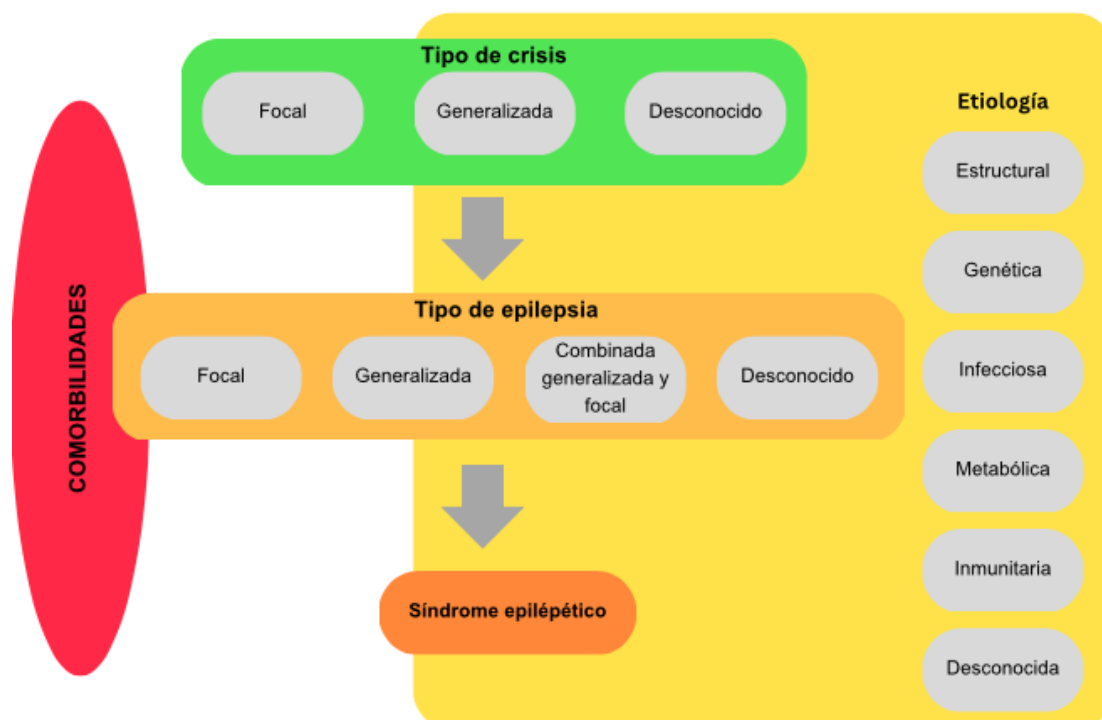 Tipo de crisis
Focal
Generalizada
Desconocido
Etiología
Estructural
Genética
Infecciosa
Metabólica
Inmunitaria
Desconocida
COMORBILIDADES
Tipo de epilepsia
Focal
Generalizada
Combinada
generalizada y
focal
Desconocido
Síndrome epilépético